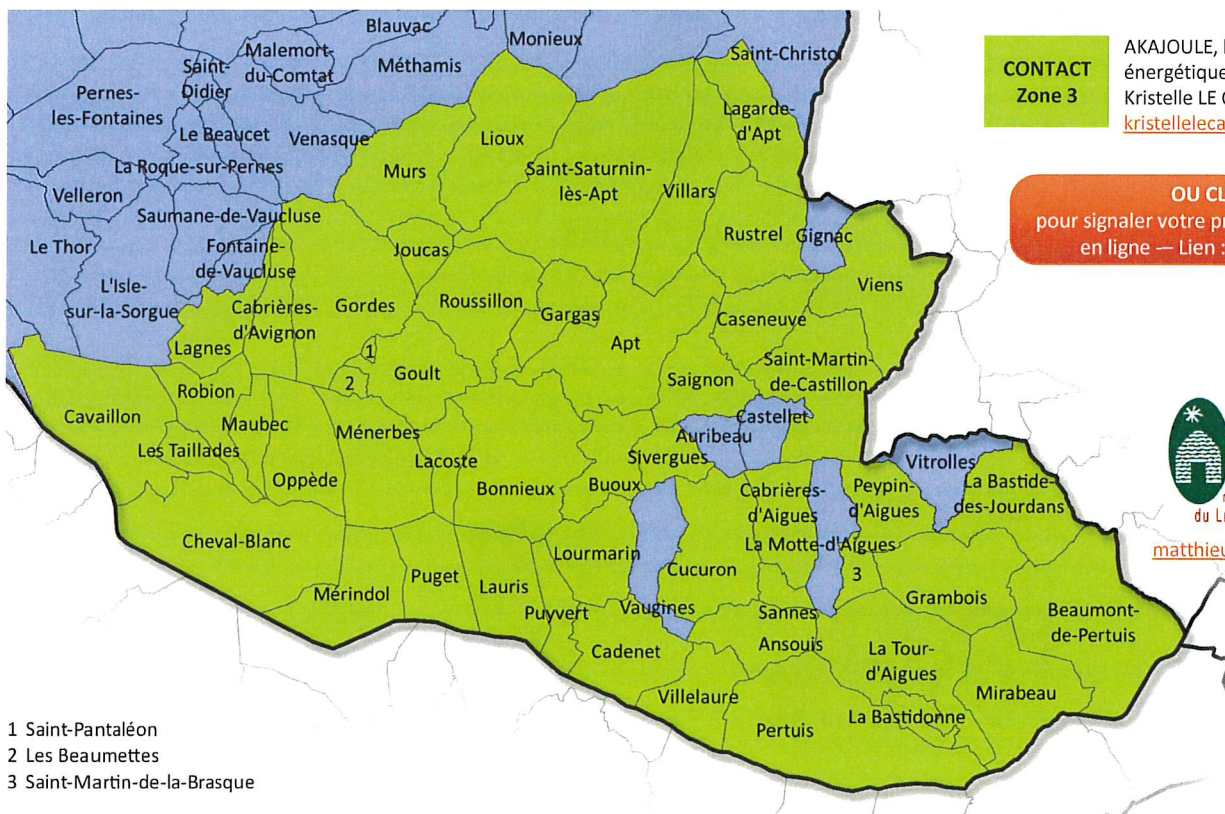 Blauvac
Monieux
Malemort-
du-Comtat
Méthamis
Saint-
Didier
Saint-Christol
Pernes-
les-Fontaines
Le Beaucet
Venasque
Lioux
Lagarde-
d'Apt
La Roque-sur-Pernes
Murs
Saint-Saturnin-
lès-Apt
Villars
Velleron
Saumane-de-Vaucluse
Rustrel
Gignac
Le Thor
Fontaine-
de-Vaucluse
Joucas
L'Isle-
sur-la-Sorgue
Cabrières-
d'Avignon
Gordes
Roussillon
Gargas
Viens
Caseneuve
Lagnes
1
Goult
Apt
Saint-Martin-
de-Castillon
2
Saignon
Robion
Cavaillon
Maubec
Ménerbes
Castellet
Auribeau
Les Taillades
Lacoste
Sivergues
Vitrolles
Oppède
Bonnieux
Buoux
Cabrières-
d'Aigues
Peypin-
d'Aigues
La Bastide-
des-Jourdans
Cheval-Blanc
Lourmarin
La Motte-d'Aigues
Cucuron
3
Puget
Lauris
Mérindol
Grambois
Puyvert
Vaugines
Sannes
Beaumont-
de-Pertuis
Cadenet
Ansouis
La Tour-
d'Aigues
Villelaure
Mirabeau
La Bastidonne
Pertuis
1 Saint-Pantaléon
2 Les Beaumettes
3 Saint-Martin-de-la-Brasque
CONTACT
Zone 3
AKAJOULE,
énergétique
Kristelle LE
kristelleleca
OU CL
pour signaler votre pr
en ligne — Lien :
du L
matthieu